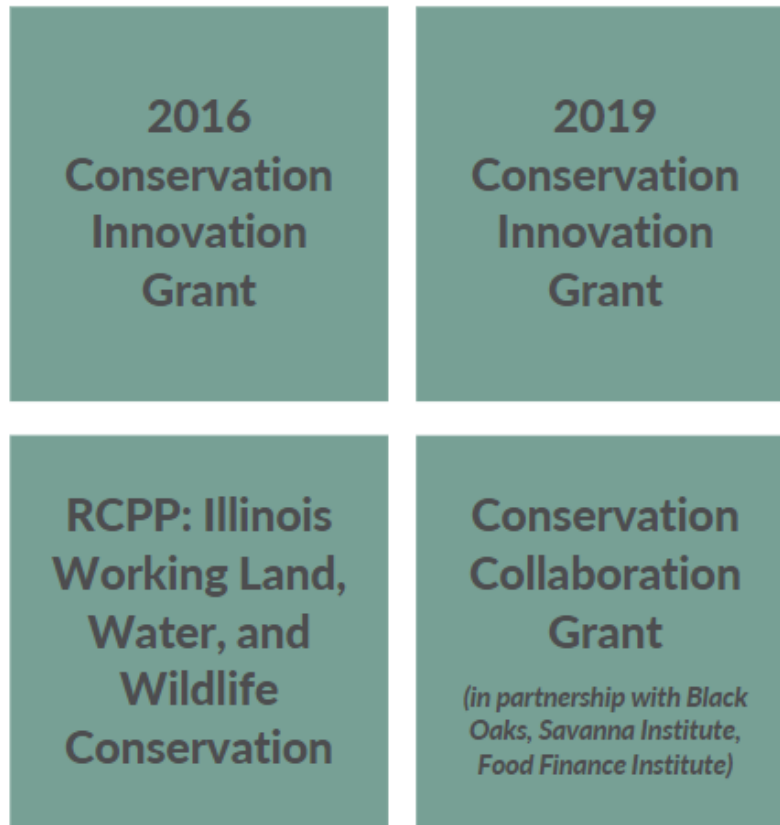 2016
Conservation
Innovation
Grant
2019
Conservation
Innovation
Grant
RCPP: Illinois
Working Land,
Water, and
Wildlife
Conservation
Conservation
Collaboration
Grant
(in partnership with Black
Oaks, Savanna Institute,
Food Finance Institute)